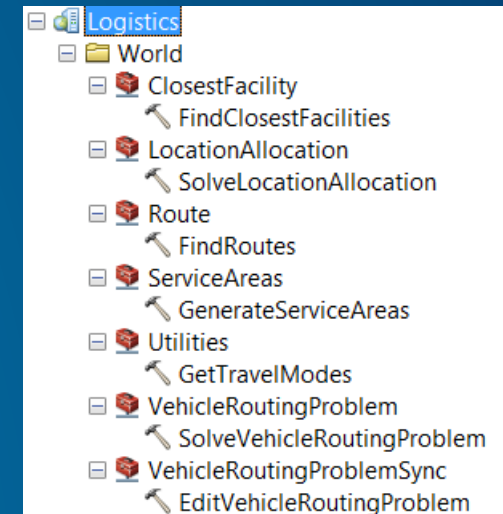 Logistics
World
ClosestFacility
FindClosestFacilities
LocationAllocation
SolveLocationAllocation
Route
FindRoutes
ServiceAreas
GenerateServiceAreas
Utilities
GetTravelModes
VehicleRoutingProblem
SolveVehicleRoutingProblem
VehicleRoutingProblemSync
EditVehicleRoutingProblem